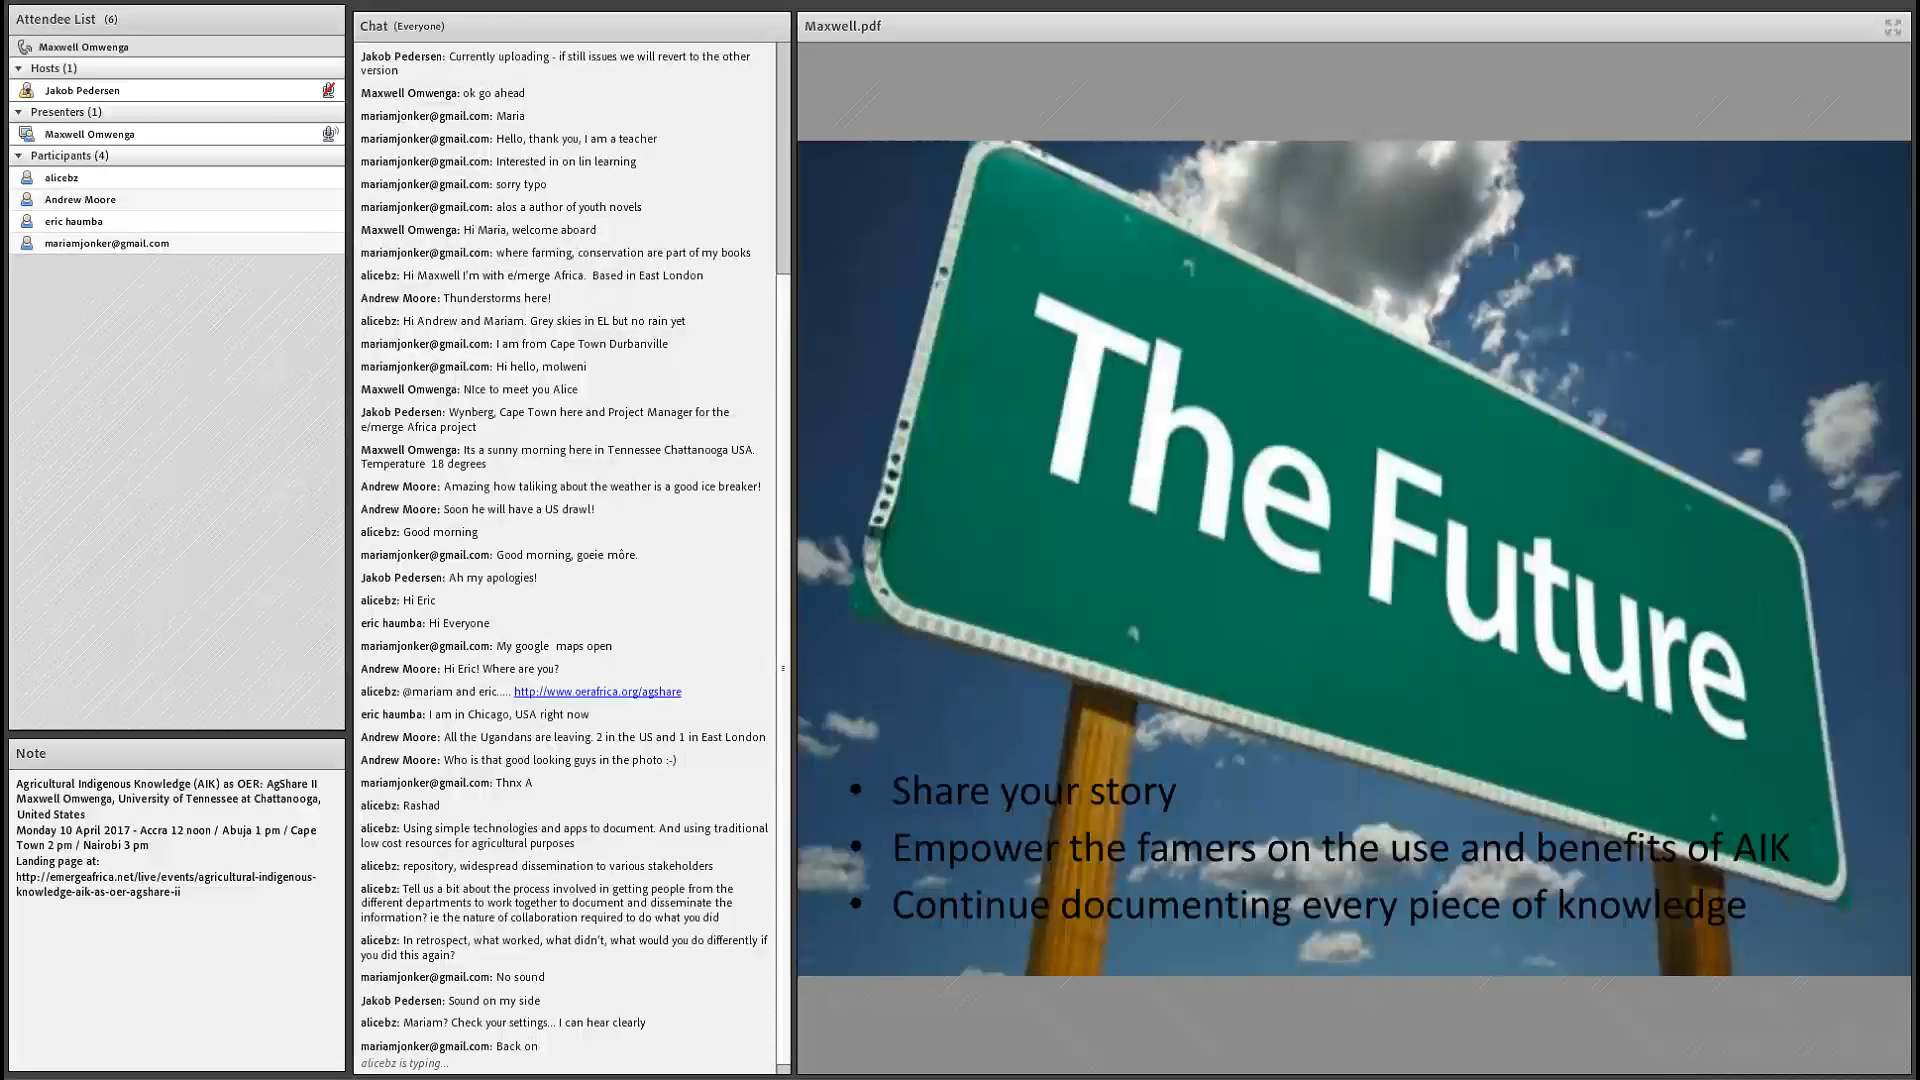 Attendee List (6)
Maxwell Omwenga
Hosts (1)
Jakob Pedersen
Presenters (1)
Maxwell Omwenga
Participants (4)
alicebz
Andrew Moore
eric haumba
mariamjonker@gmail.com
Note
Agricultural Indigenous Knowledge (AIK) as OER: AgShare II
Maxwell Omwenga, University of Tennessee at Chattanooga,
United States
Monday 10 April 2017 - Accra 12 noon / Abuja 1 pm / Cape
Town 2 pm / Nairobi 3 pm
Landing page at:
http://emergeafrica.net/live/events/agricultural-indigenous-
knowledge-aik-as-oer-agshare-ii
Chat (Everyone)
Jakob Pedersen: Currently uploading - if still issues we will revert to the other
version
Maxwell Omwenga: ok go ahead
mariamjonker@gmail.com: Maria
mariamjonker@gmail.com: Hello, thank you, I am a teacher
mariamjonker@gmail.com: Interested in on lin learning
mariamjonker@gmail.com: sorry typo
mariamjonker@gmail.com: alos a author of youth novels
Maxwell Omwenga: Hi Maria, welcome aboard
mariamjonker@gmail.com: where farming, conservation are part of my books
alicebz: Hi Maxwell I'm with e/merge Africa. Based in East London
Andrew Moore: Thunderstorms here!
alicebz: Hi Andrew and Mariam. Grey skies in EL but no rain yet
mariamjonker@gmail.com: I am from Cape Town Durbanville
mariamjonker@gmail.com: Hi hello, molweni
Maxwell Omwenga: NIce to meet you Alice
Jakob Pedersen: Wynberg, Cape Town here and Project Manager for the
e/merge Africa project
Maxwell Omwenga: Its a sunny morning here in Tennessee Chattanooga USA.
Temperature 18 degrees
Andrew Moore: Amazing how taliking about the weather is a good ice breaker!
Andrew Moore: Soon he will have a US drawl!
alicebz: Good morning
mariamjonker@gmail.com: Good morning, goeie môre.
Jakob Pedersen: Ah my apologies!
alicebz: Hi Eric
eric haumba: Hi Everyone
mariamjonker@gmail.com: My google maps open
Andrew Moore: Hi Eric! Where are you?
alicebz: @mariam and eric..... http://www.oerafrica.org/agshare
eric haumba: I am in Chicago, USA right now
Andrew Moore: All the Ugandans are leaving. 2 in the US and 1 in East London
Andrew Moore: Who is that good looking guys in the photo :-)
mariamjonker@gmail.com: Thnx A
alicebz: Rashad
alicebz: Using simple technologies and apps to document. And using traditional
low cost resources for agricultural purposes
alicebz: repository, widespread dissemination to various stakeholders
alicebz: Tell us a bit about the process involved in getting people from the
different departments to work together to document and disseminate the
information? ie the nature of collaboration required to do what you did
alicebz: In retrospect, what worked, what didn't, what would you do differently if
you did this again?
mariamjonker@gmail.com: No sound
Jakob Pedersen: Sound on my side
alicebz: Mariam? Check your settings... I can hear clearly
mariamjonker@gmail.com: Back on
alicebz is typing...
Maxwell.pdf
The Future
• Share your story
• Empower the famers on the use and benefits of AIK
• Continue documenting every piece of knowledge